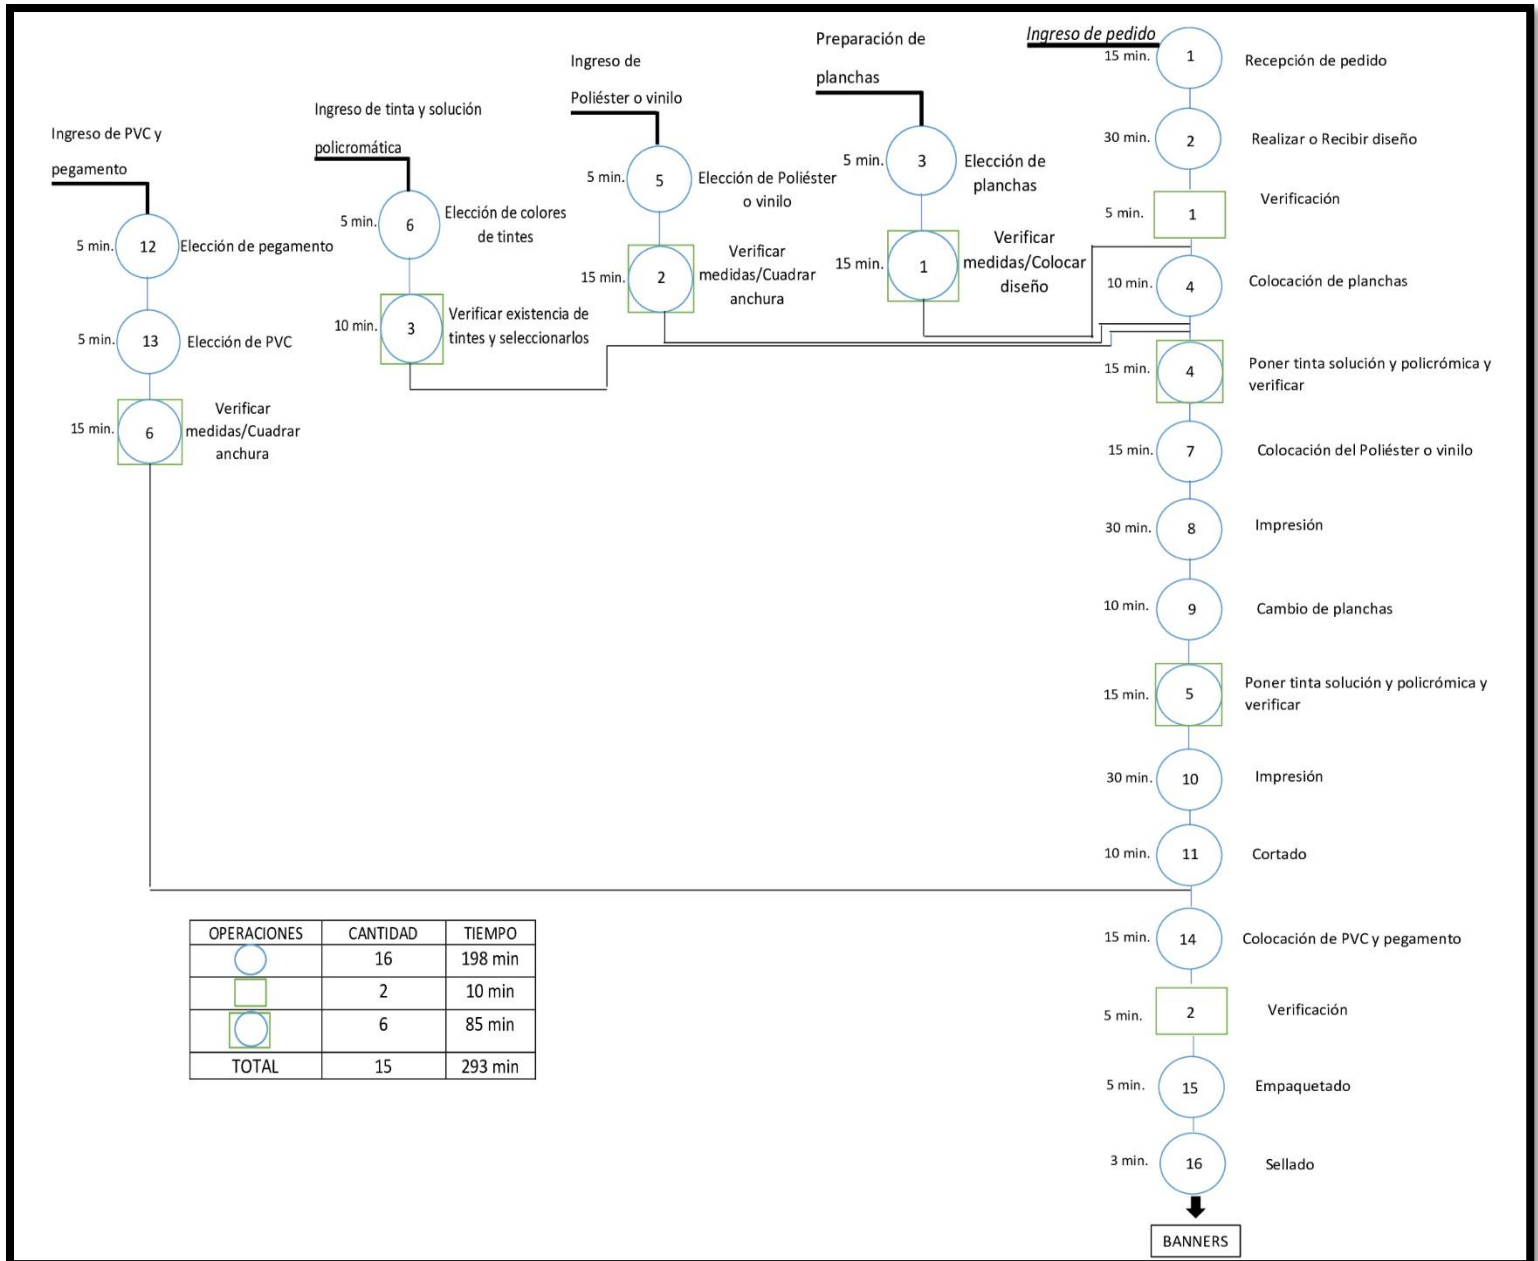 Ingreso de PVC y
pegamento
5 min.
12
Elección de pegamento
5 min.
13
Elección de PVC
15 min.
6
Verificar
medidas/Cuadrar
anchura
Ingreso de tinta y solución
policromática
5 min.
6
Elección de colores
de tintes
10 min.
3
Verificar existencia de
tintes y seleccionarlos
Ingreso de
Poliéster o vinilo
5 min.
5
Elección de Poliéster
o vinilo
15 min.
2
Verificar
medidas/Cuadrar
anchura
Preparación de
planchas
5 min.
3
Elección de
planchas
15 min.
1
Verificar
medidas/Colocar
diseño
Ingreso de pedido
15 min.
1
Recepción de pedido
30 min.
2
Realizar o Recibir diseño
5 min.
1
Verificación
10 min.
4
Colocación de planchas
15 min.
4
Poner tinta solución y policrómica y
verificar
15 min.
7
Colocación del Poliéster o vinilo
30 min.
8
Impresión
10 min.
9
Cambio de planchas
15 min.
5
Poner tinta solución y policrómica y
verificar
30 min.
10
Impresión
10 min.
11
Cortado
15 min.
14
Colocación de PVC y pegamento
5 min.
2
Verificación
5 min.
15
Empaquetado
3 min.
16
Sellado
BANNERS
OPERACIONES CANTIDAD TIEMPO
16 198 min
2 10 min
6 85 min
TOTAL 15 293 min